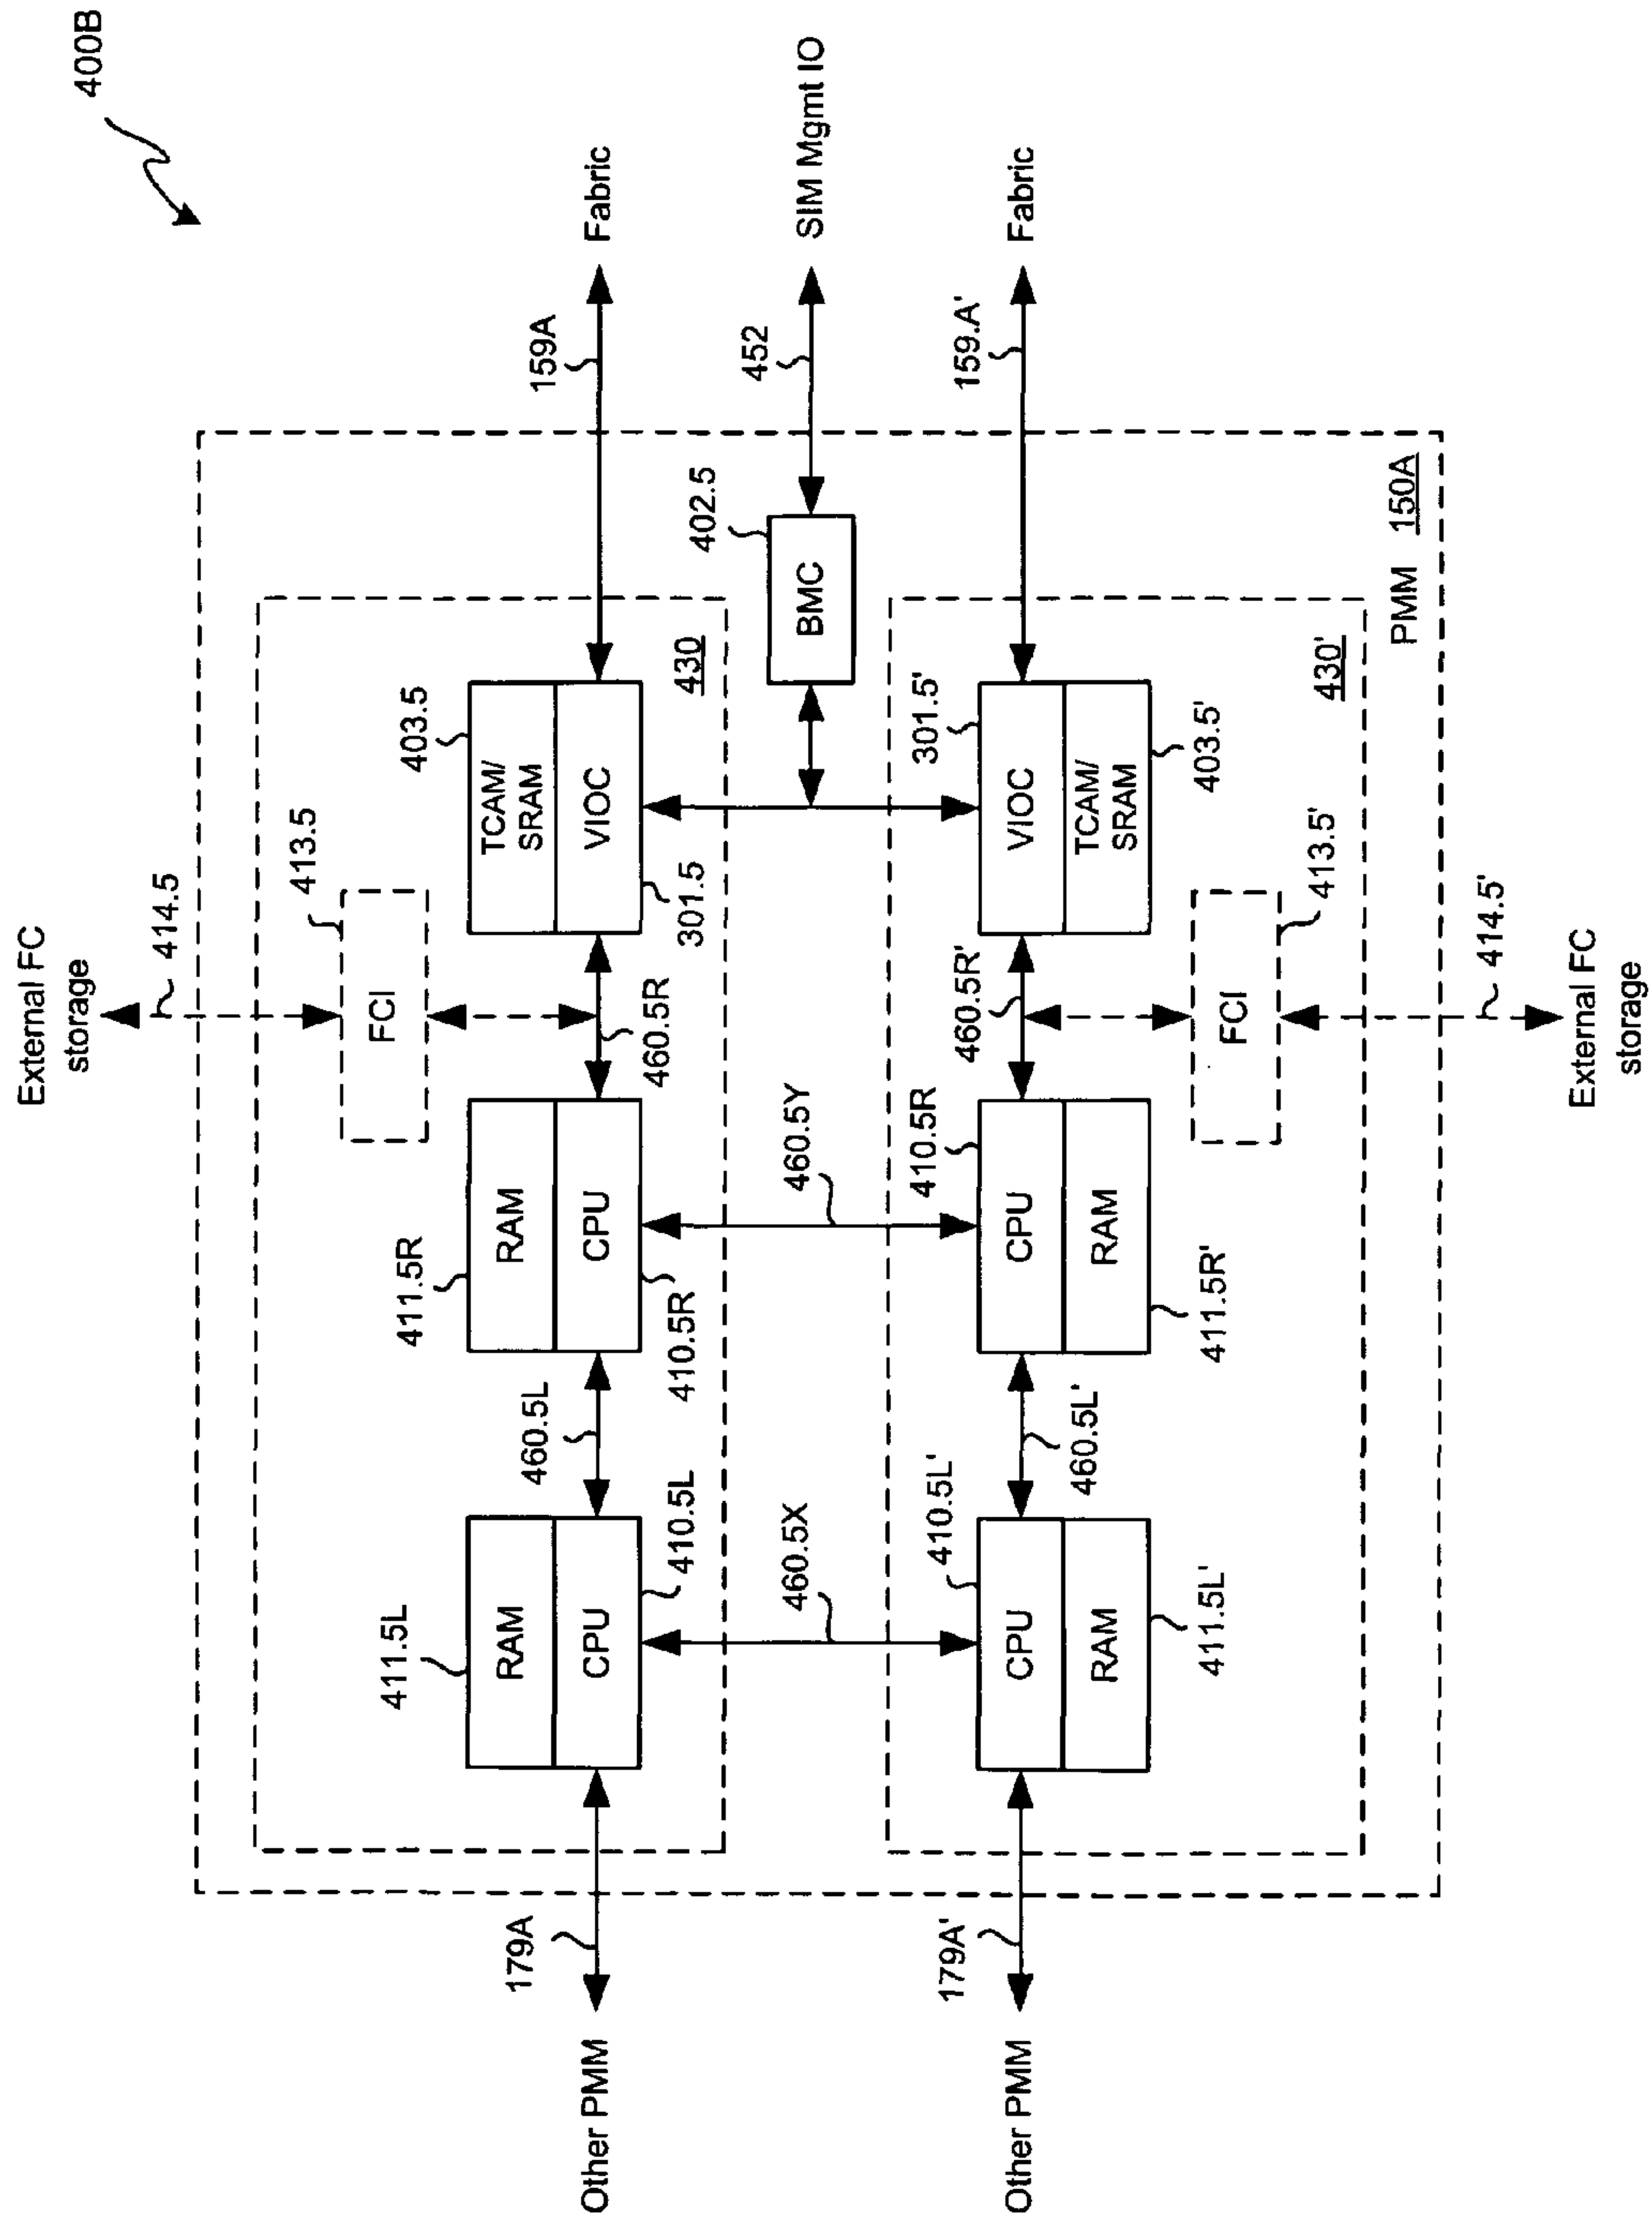 400B
External FC
storage
414.5
413.5
FCI
411.5L
RAM
CPU
410.5L
460.5L
411.5R
RAM
CPU
410.5R
460.5R
403.5
TCAM/
SRAM
VIOC
301.5
430
Other PMM
179A
159A
Fabric
460.5X
460.5Y
402.5
BMC
452
SIM Mgmt IO
Other PMM
179A'
410.5L'
CPU
RAM
411.5L'
460.5L'
410.5R
CPU
RAM
411.5R'
460.5R'
301.5'
VIOC
TCAM/
SRAM
403.5'
159.A'
Fabric
FCI
413.5'
430'
PMM 150A
414.5'
External FC
storage